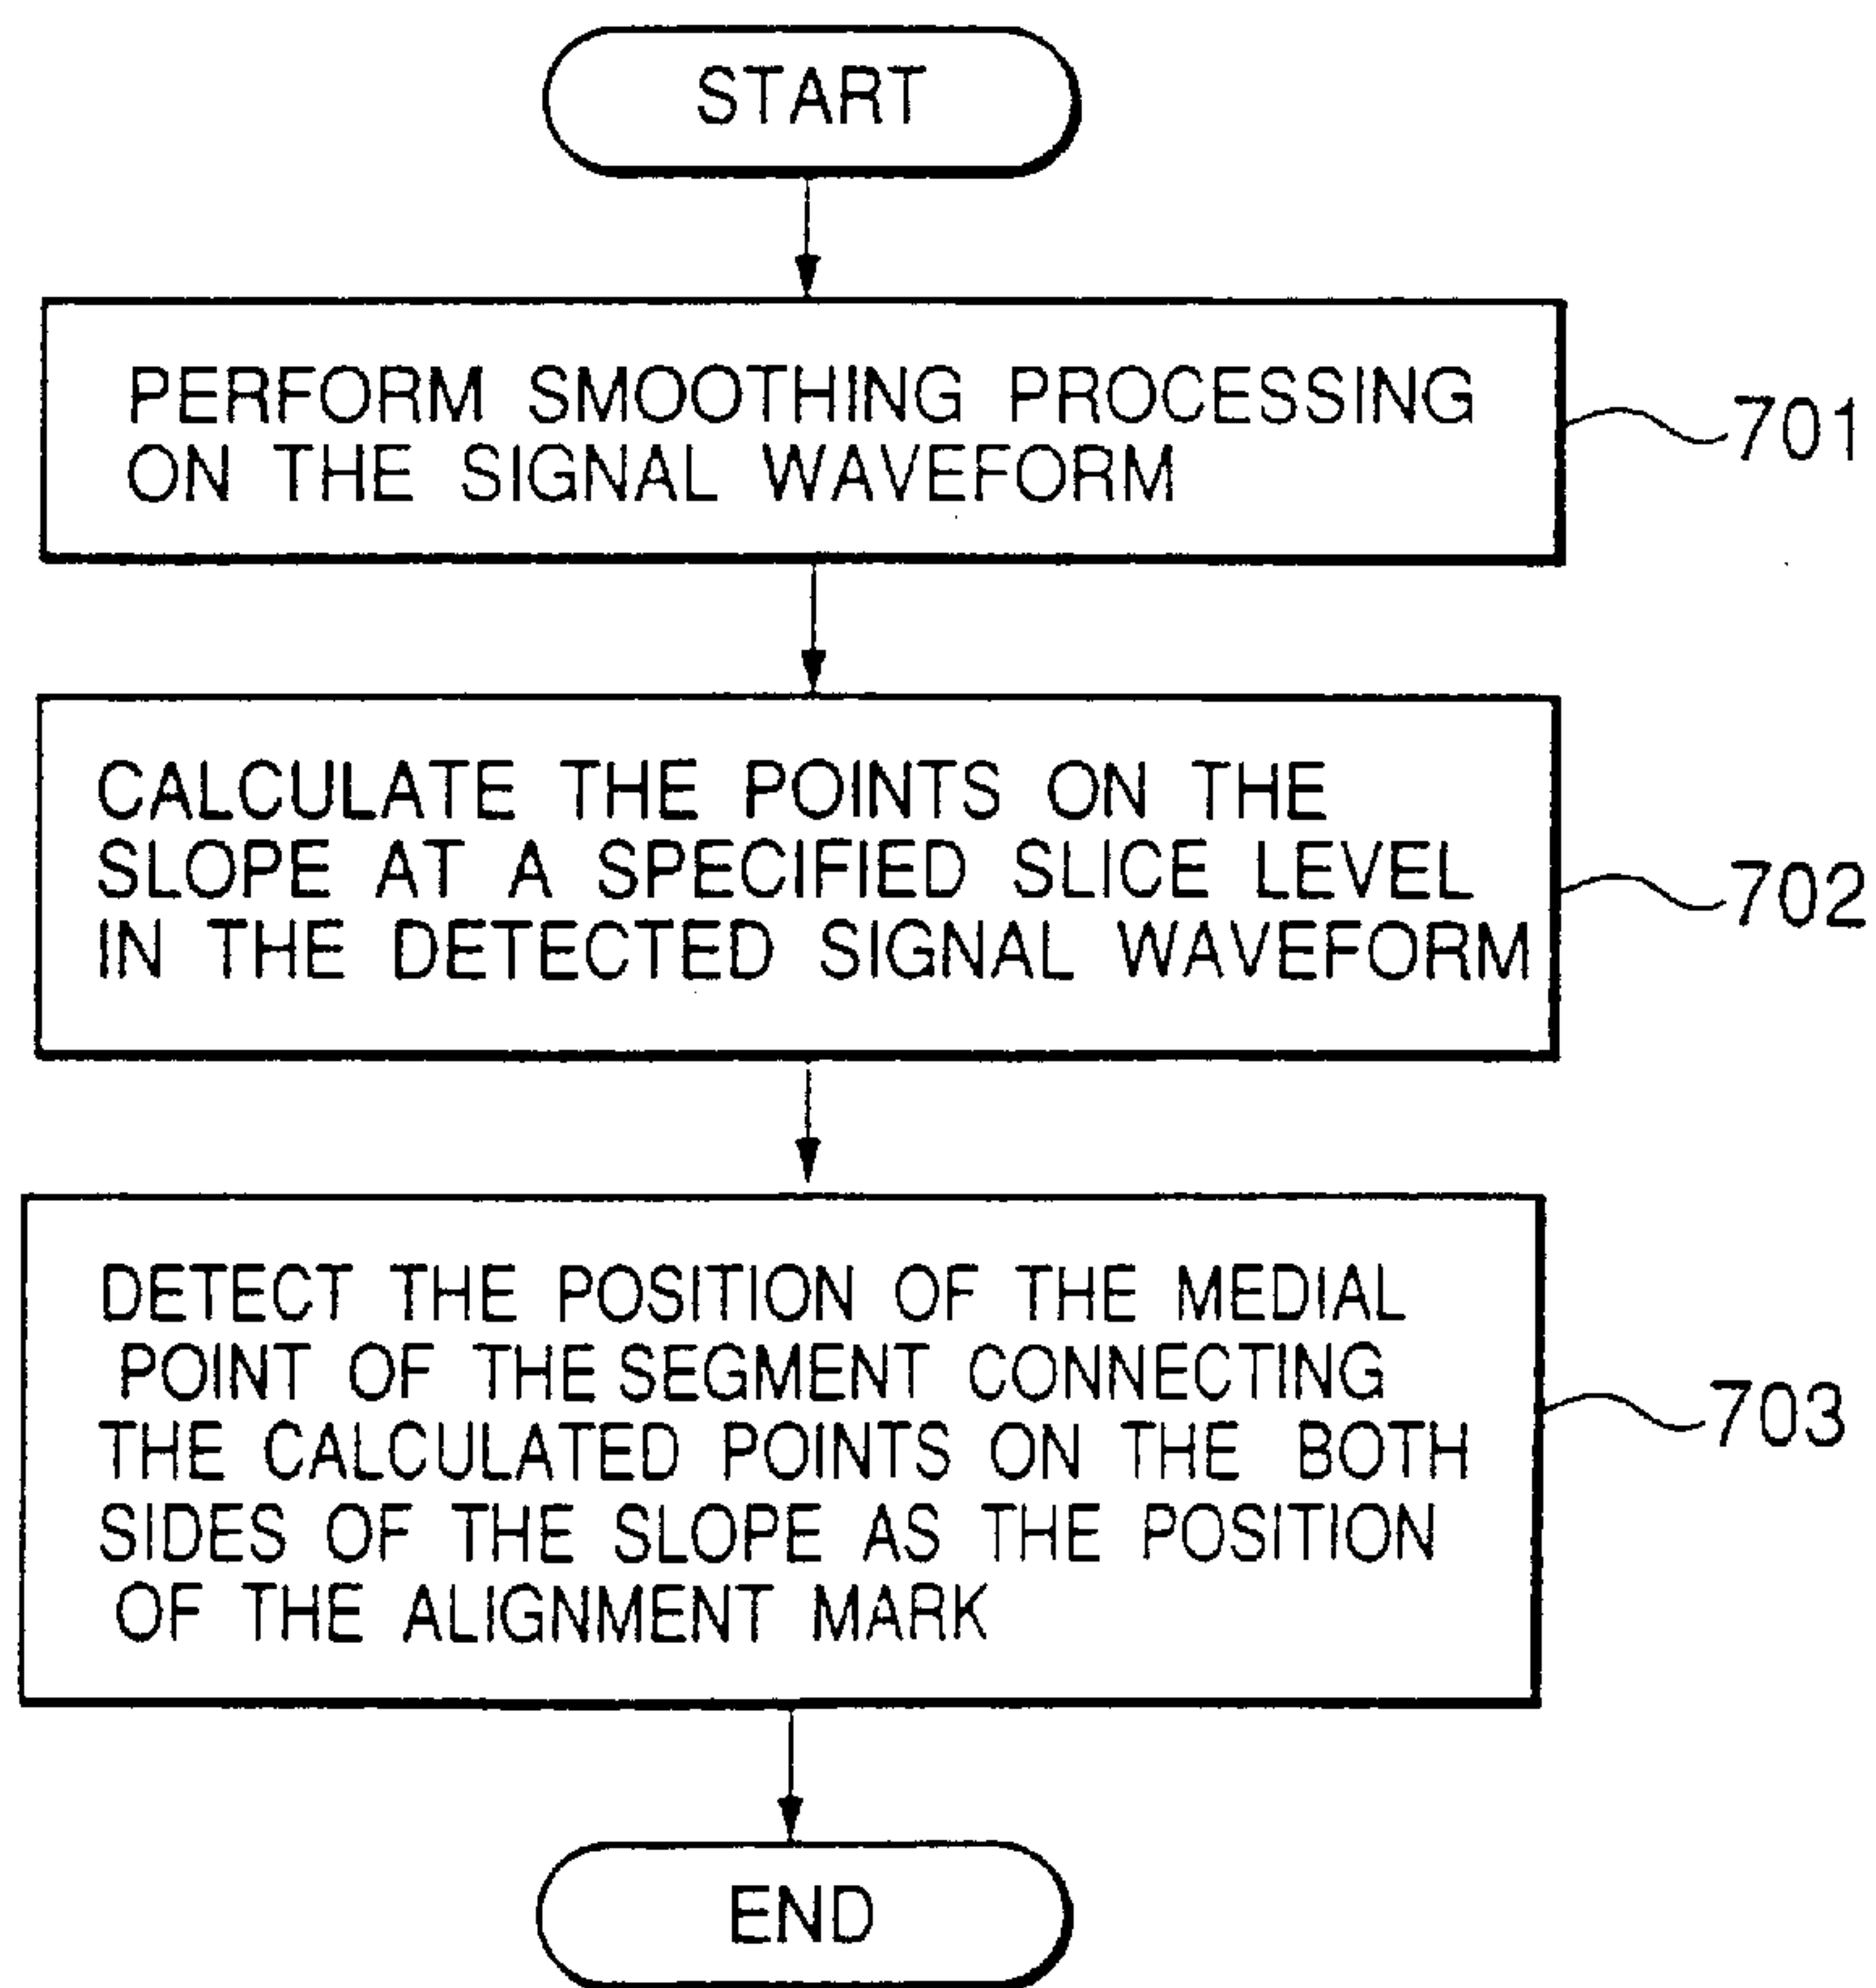 START
PERFORM SMOOTHING PROCESSING
ON THE SIGNAL WAVEFORM
701
CALCULATE THE POINTS ON THE
SLOPE AT A SPECIFIED SLICE LEVEL
IN THE DETECTED SIGNAL WAVEFORM
702
DETECT THE POSITION OF THE MEDIAL
POINT OF THE SEGMENT CONNECTING
THE CALCULATED POINTS ON THE BOTH
SIDES OF THE SLOPE AS THE POSITION
OF THE ALIGNMENT MARK
703
END